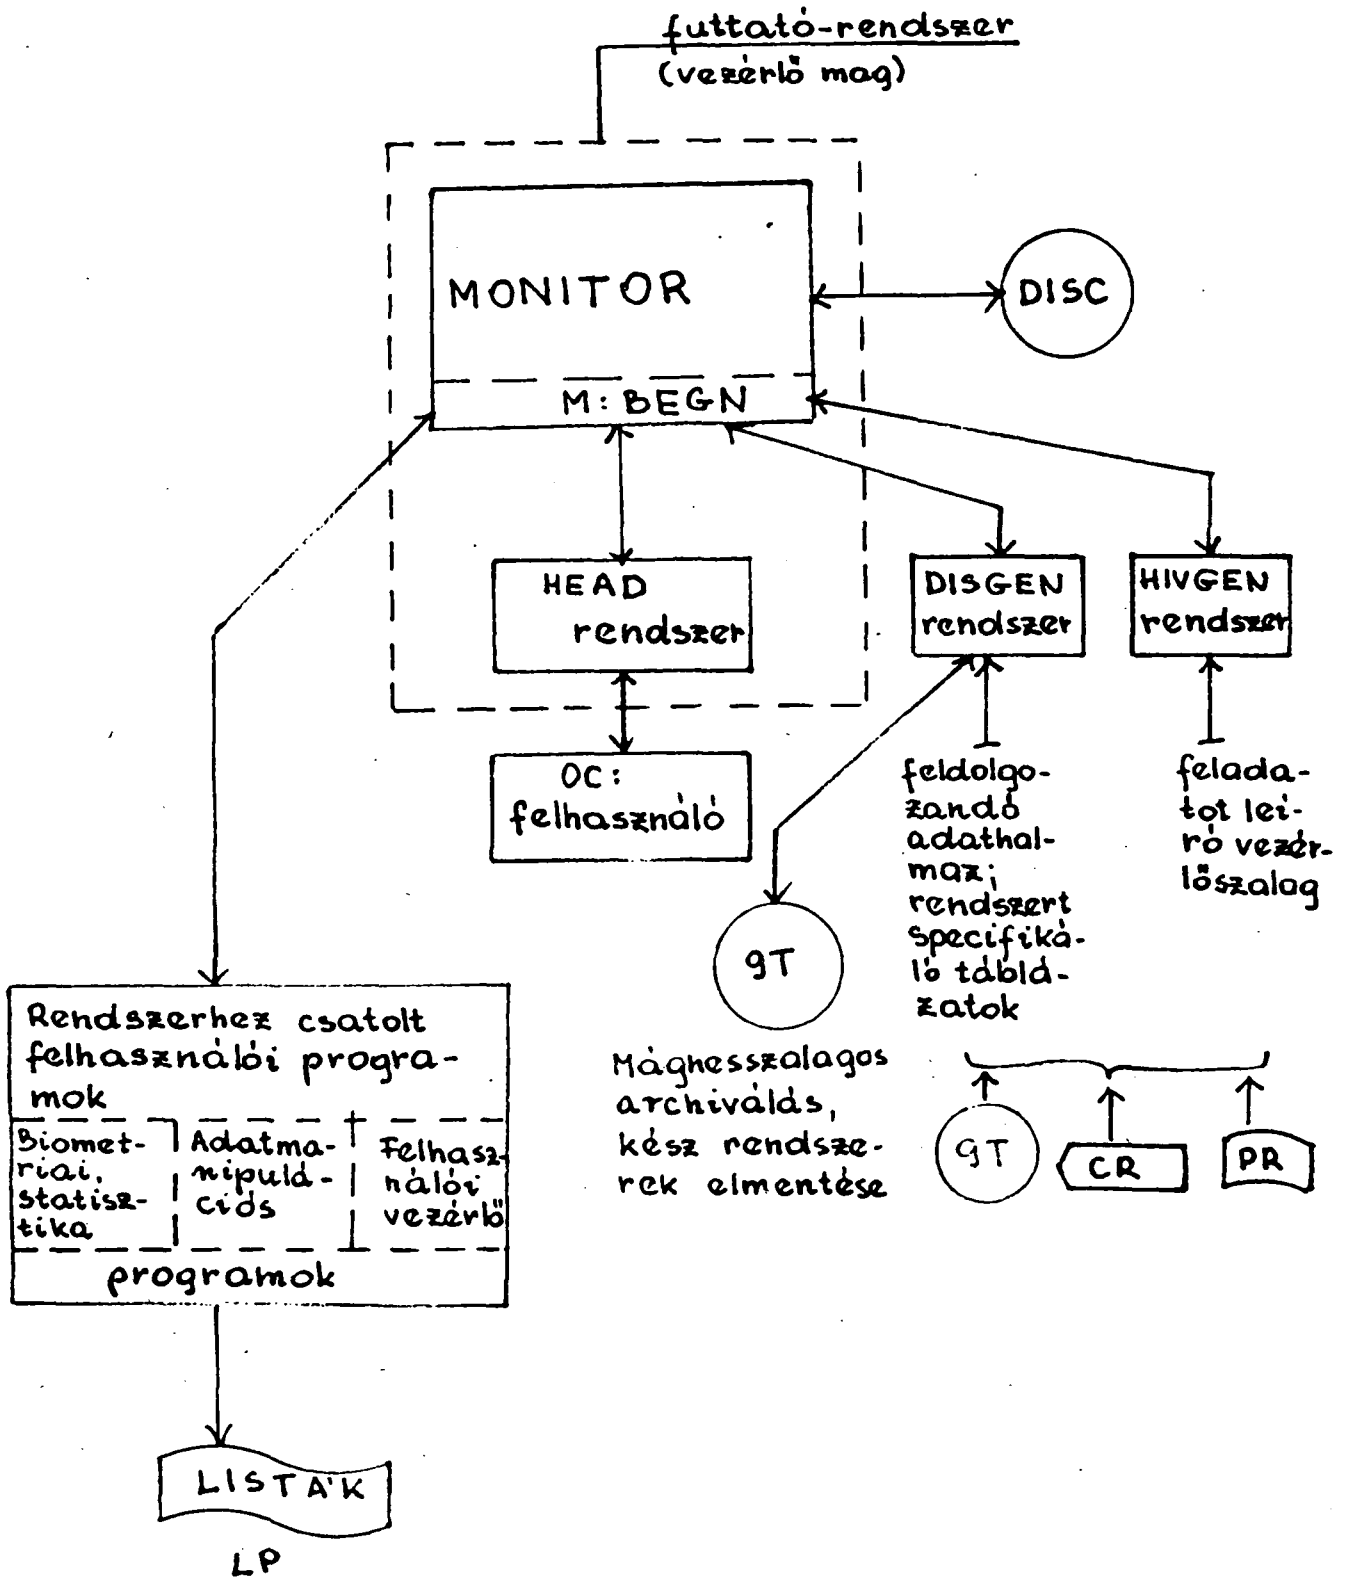 futtató-rendszer
(vezérlő mag)
MONITOR
DISC
M: BEGN
HEAD
rendszer
DISGEN
rendszer
HIVGEN
rendszer
OC:
felhasználó
feldolgo-
zandó
adathal-
maz;
rendszert
specifiká-
ló táblá-
zatok
felada-
tot lei-
ró vezér-
lőszalag
9T
Mágnesszalagos
archiválás,
kész rendsze-
rek elmentése
9T
CR
PR
Rendszerhez csatolt
felhasználói progra-
mok
Biomet-
riai,
statisz-
tika
Adatma-
nipulá-
ciós
Felhasz-
nálói
vezérlő
programok
LISTÁK
LP